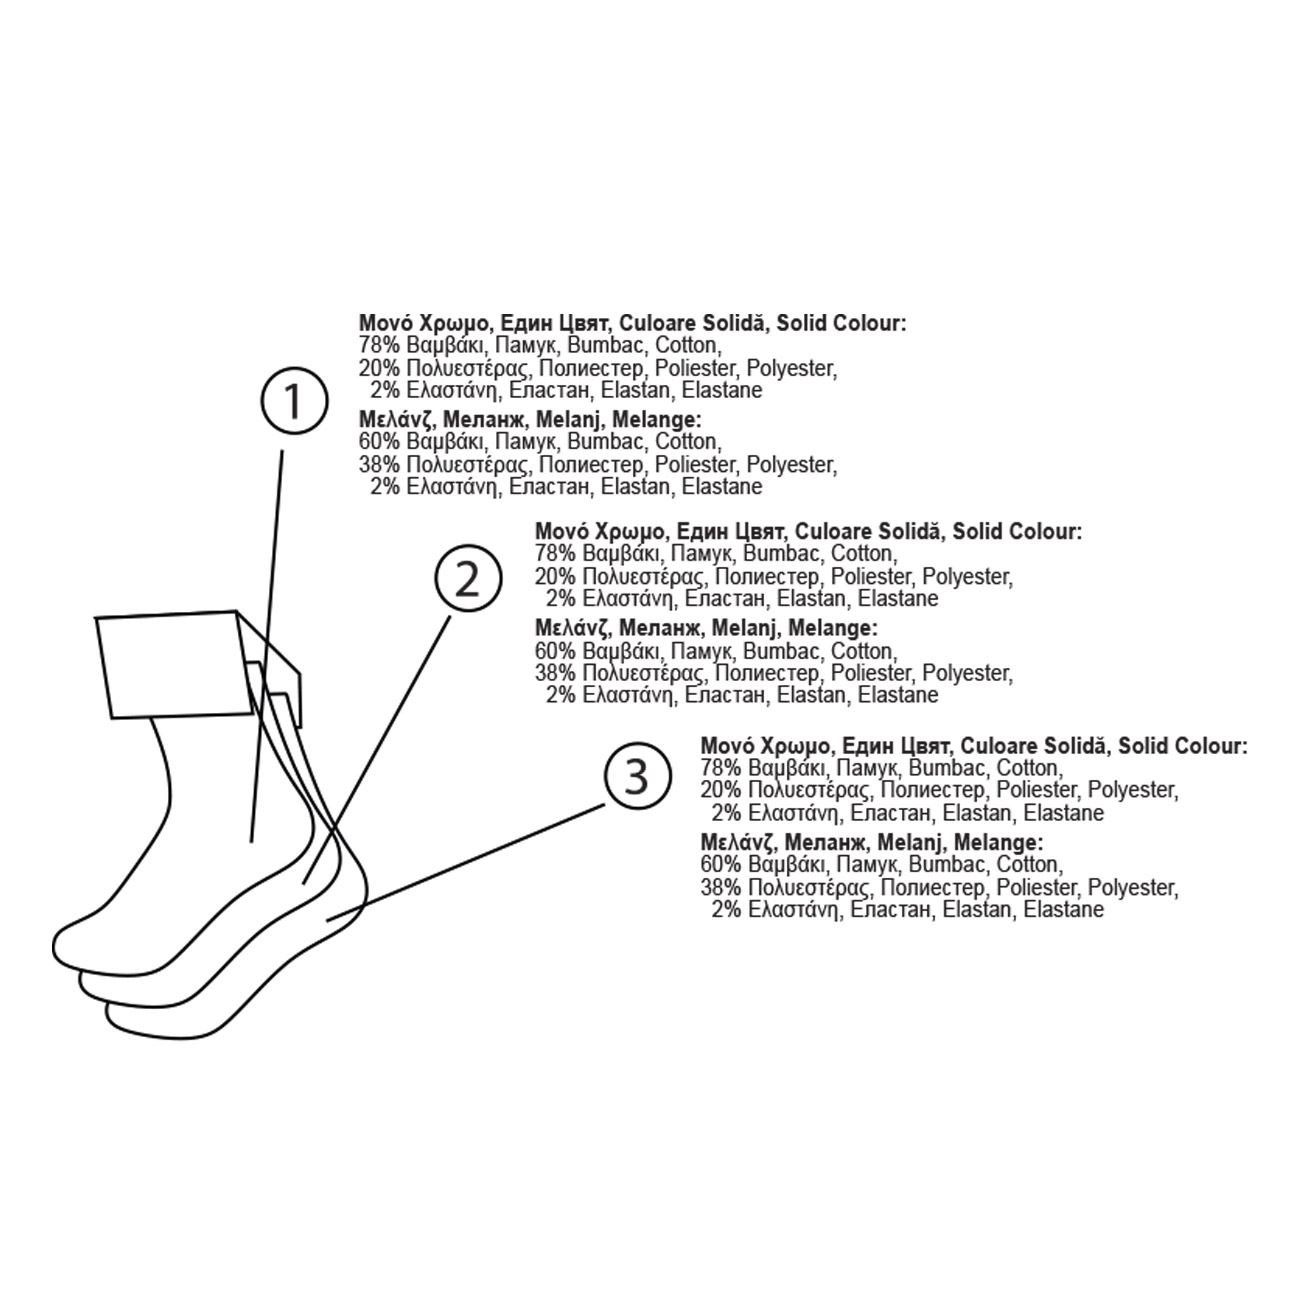 1
Μονό Χρωμο, Един Цвят, Culoare Solidă, Solid Colour:
78% Βαμβάκι, Памук, Bumbac, Cotton,
20% Πολυεστέρας, Полиестер, Poliester, Polyester,
2% Ελαστάνη, Еластан, Elastan, Elastane
Μελάνζ, Меланж, Melanj, Melange:
60% Βαμβάκι, Памук, Bumbac, Cotton,
38% Πολυεστέρας, Полиестер, Poliester, Polyester,
2% Ελαστάνη, Еластан, Elastan, Elastane
2
Μονό Χρωμο, Един Цвят, Culoare Solidă, Solid Colour:
78% Βαμβάκι, Памук, Bumbac, Cotton,
20% Πολυεστέρας, Полиестер, Poliester, Polyester,
2% Ελαστάνη, Еластан, Elastan, Elastane
Μελάνζ, Меланж, Melanj, Melange:
60% Βαμβάκι, Памук, Bumbac, Cotton,
38% Πολυεστέρας, Полиестер, Poliester, Polyester,
2% Ελαστάνη, Еластан, Elastan, Elastane
3
Μονό Χρωμο, Един Цвят, Culoare Solidă, Solid Colour:
78% Βαμβάκι, Памук, Bumbac, Cotton,
20% Πολυεστέρας, Полиестер, Poliester, Polyester,
2% Ελαστάνη, Еластан, Elastan, Elastane
Μελάνζ, Меланж, Melanj, Melange:
60% Βαμβάκι, Памук, Bumbac, Cotton,
38% Πολυεστέρας, Полиестер, Poliester, Polyester,
2% Ελαστάνη, Еластан, Elastan, Elastane